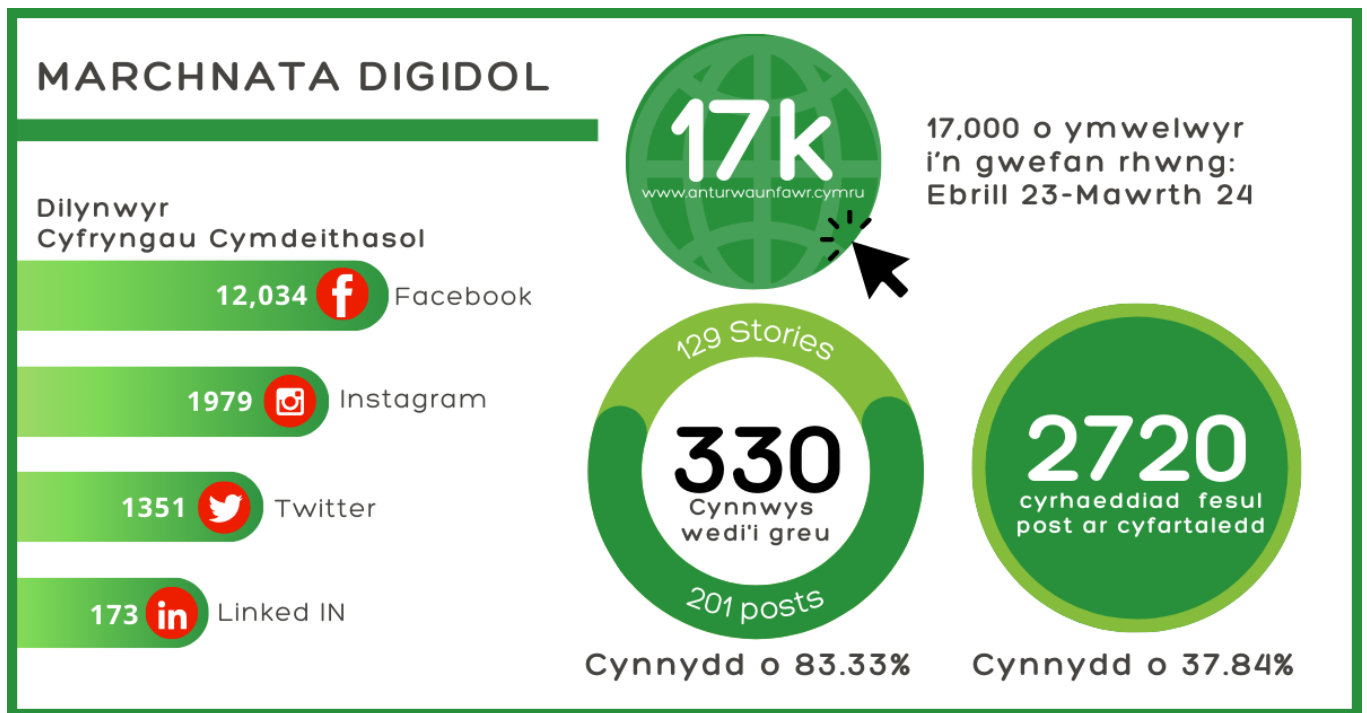 MARCHNATA DIGIDOL
Dilynwyr
Cyfryngau Cymdeithasol
12,034 f Facebook
1979 Instagram
1351 Twitter
173 in Linked IN
17k
www.anturwaunfawr.cymru
17,000 o ymwelwyr
i'n gwefan rhwng:
Ebrill 23-Mawrth 24
129 Stories
330
Cynnwys
wedi'i greu
201 posts
Cynnydd o 83.33%
2720
cyrhaeddiad fesul
post ar cyfartaledd
Cynnydd o 37.84%